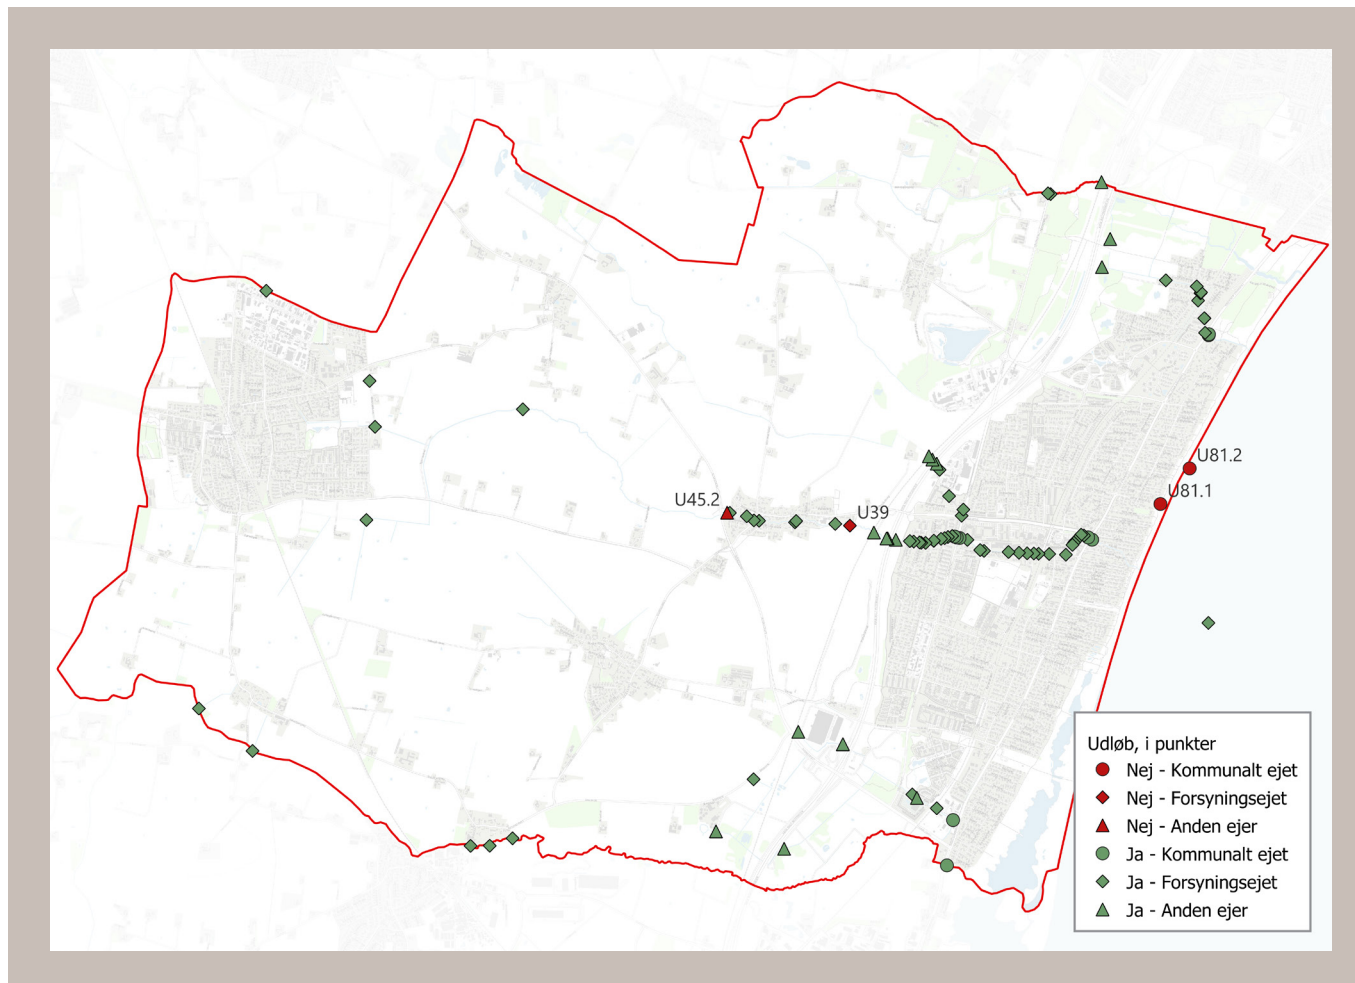 U81.2
U81.1
U45.2
U39
Udløb, i punkter
Nej - Kommunalt ejet
Nej - Forsyningsejet
Nej - Anden ejer
Ja - Kommunalt ejet
Ja - Forsyningsejet
Ja - Anden ejer